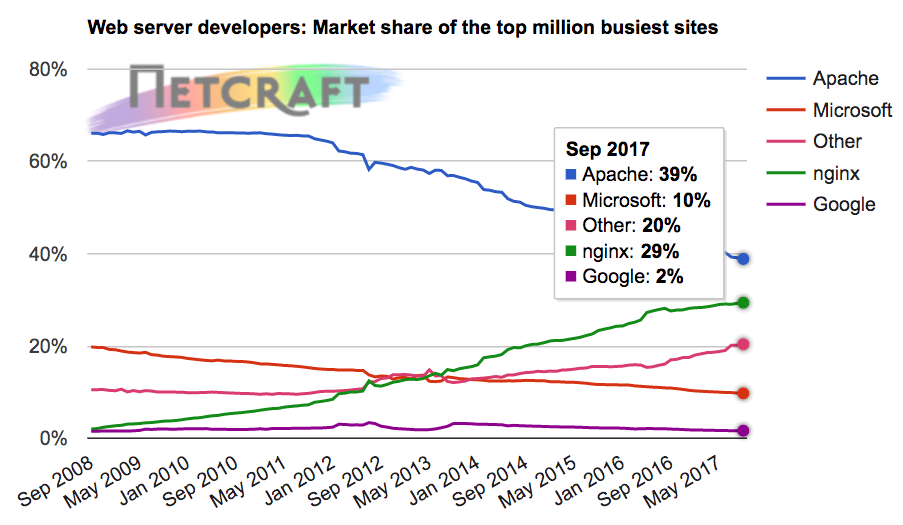 Web server developers: Market share of the top million busiest sites
80%
NETCRAFT
Apache
Microsoft
Other
nginx
Google
60%
Sep 2017
Apache: 39%
Microsoft: 10%
Other: 20%
nginx: 29%
Google: 2%
40%
20%
0%
Sep 2008
May 2009
Jan 2010
Sep 2010
May 2011
Jan 2012
Sep 2012
May 2013
Jan 2014
Sep 2014
May 2015
Jan 2016
Sep 2016
May 2017